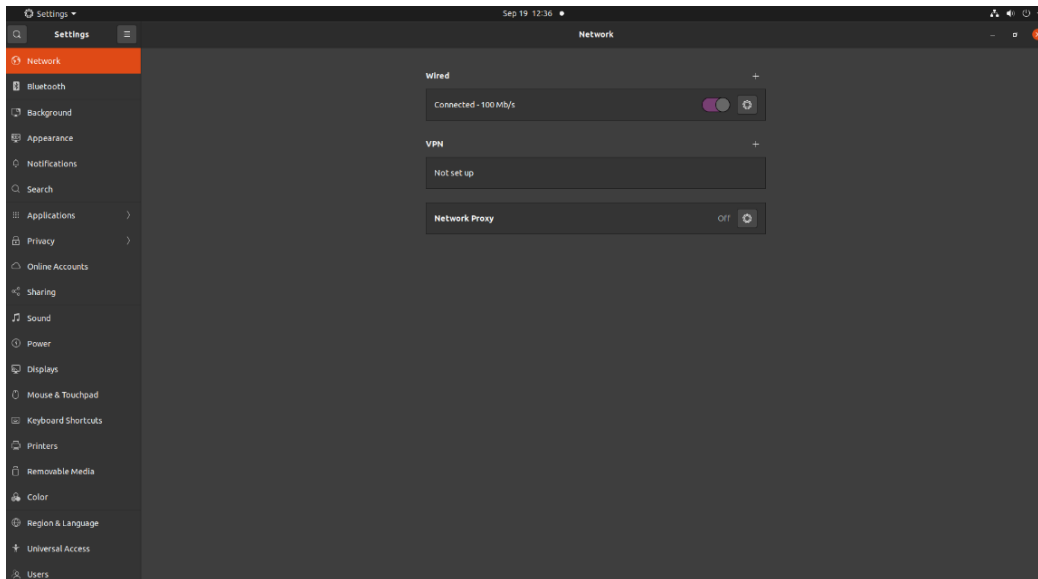 Settings
Sep 19 12:36
Settings
Network
Network
Bluetooth
Background
Appearance
Notifications
Search
Applications
Privacy
Online Accounts
Sharing
Sound
Power
Displays
Mouse & Touchpad
Keyboard Shortcuts
Printers
Removable Media
Color
Region & Language
Universal Access
Users
Wired
Connected - 100 Mb/s
VPN
Not set up
Network Proxy
Off